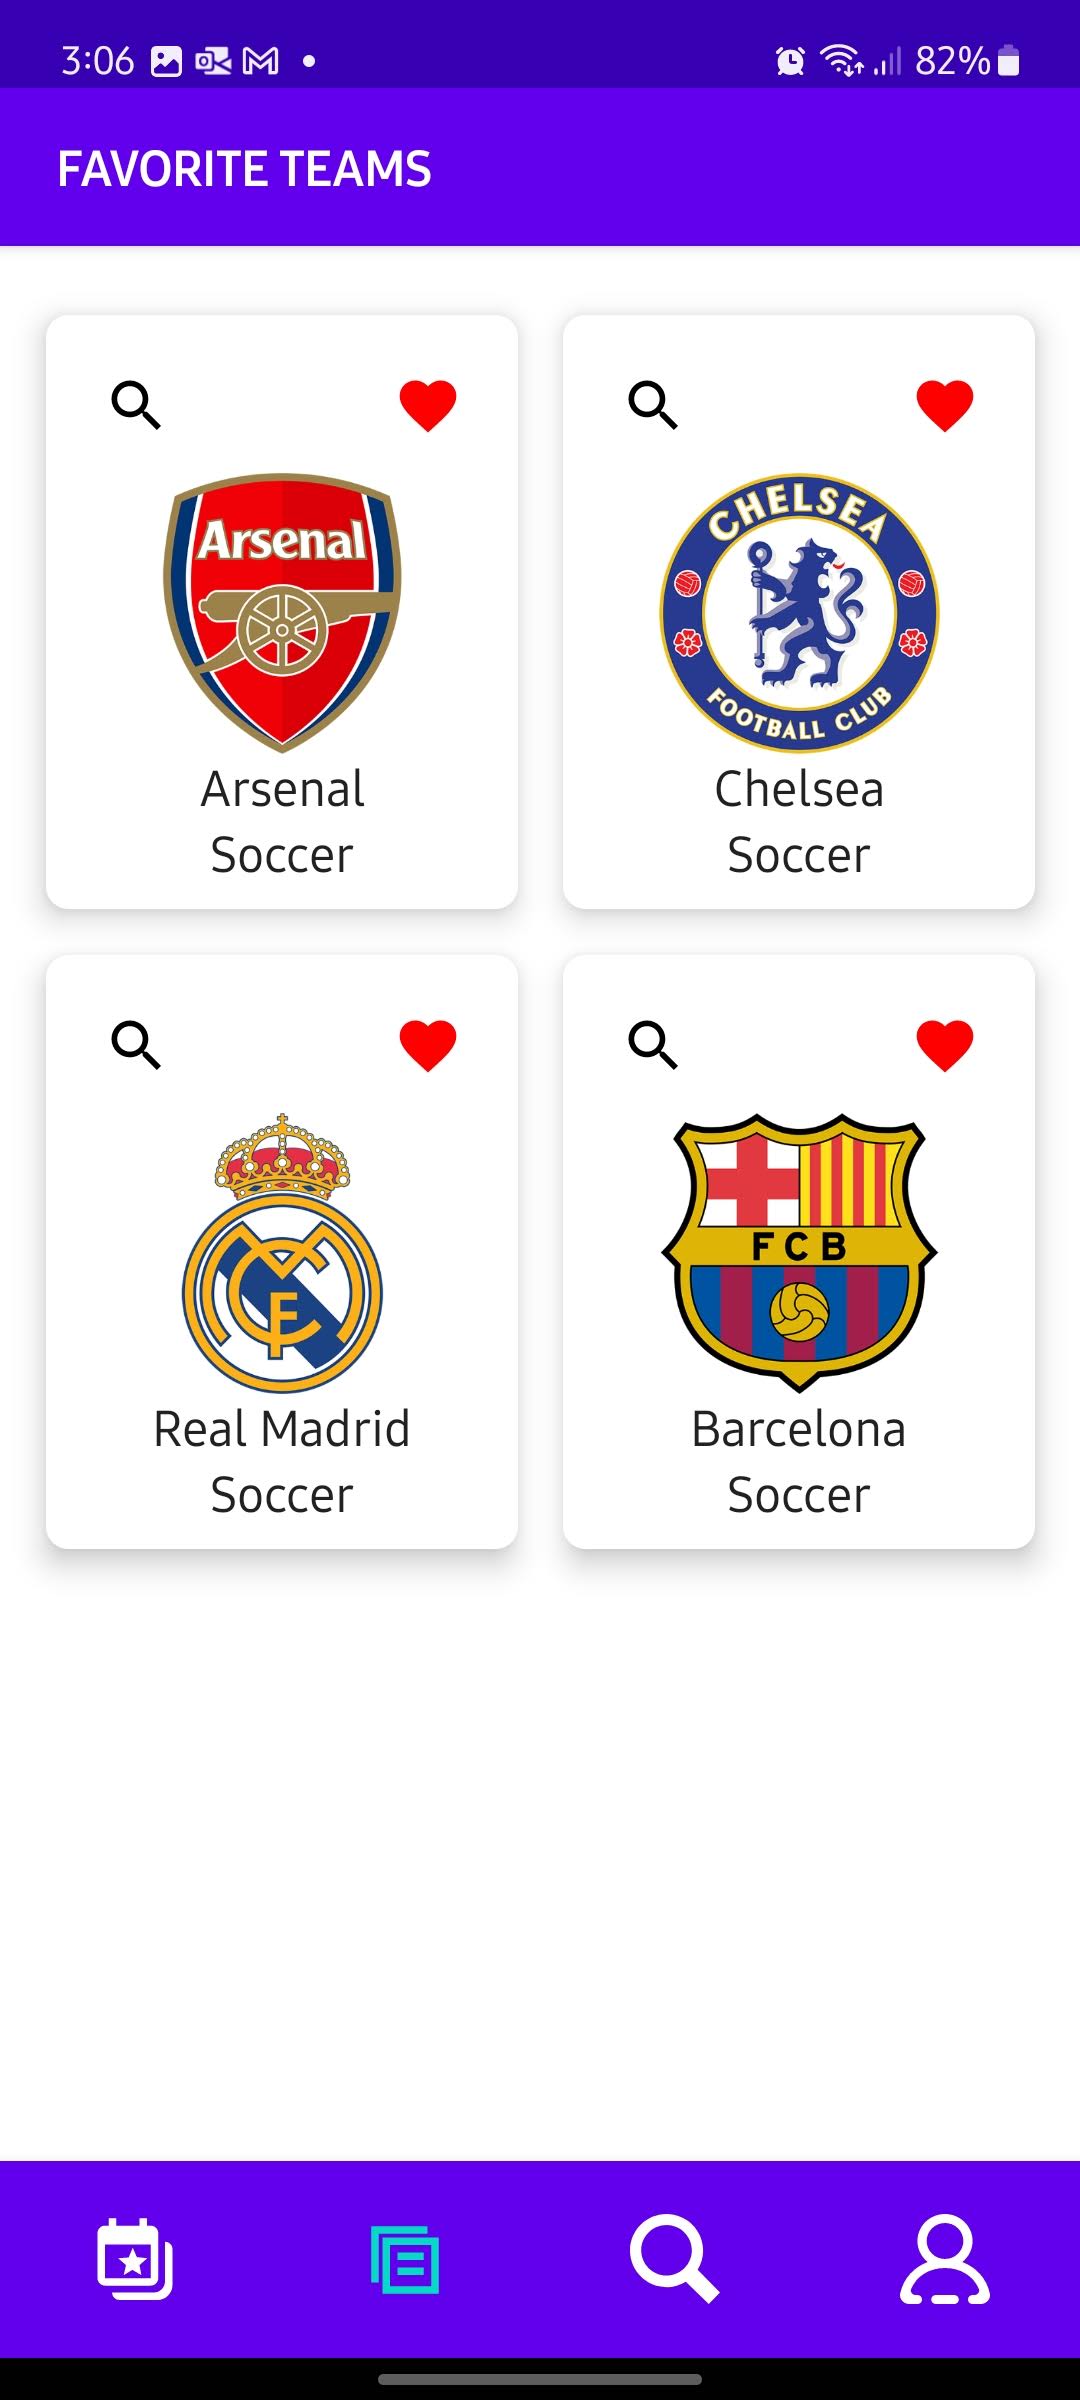 3:06 82%
FAVORITE TEAMS
Arsenal
Arsenal
Soccer
CHELSEA
FOOTBALL CLUB
Chelsea
Soccer
Real Madrid
Soccer
FCB
Barcelona
Soccer